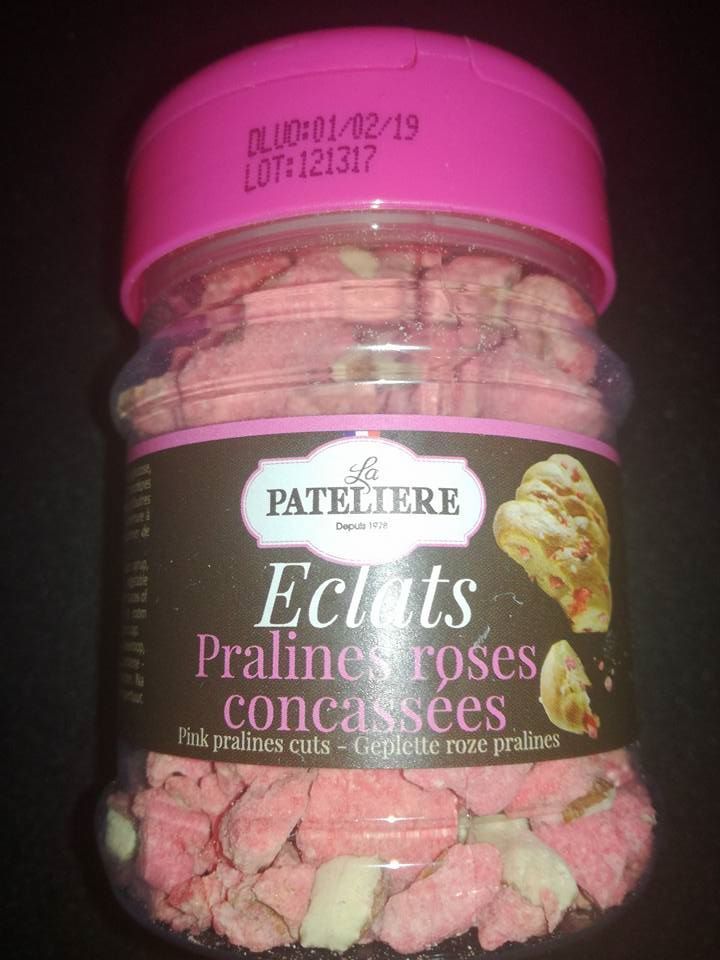 DLUO:01/02/19
LOT:121317
La
PATELIERE
Depuis 1978
Eclats
Pralines roses
concassées
Pink pralines cuts - Geplette roze pralines